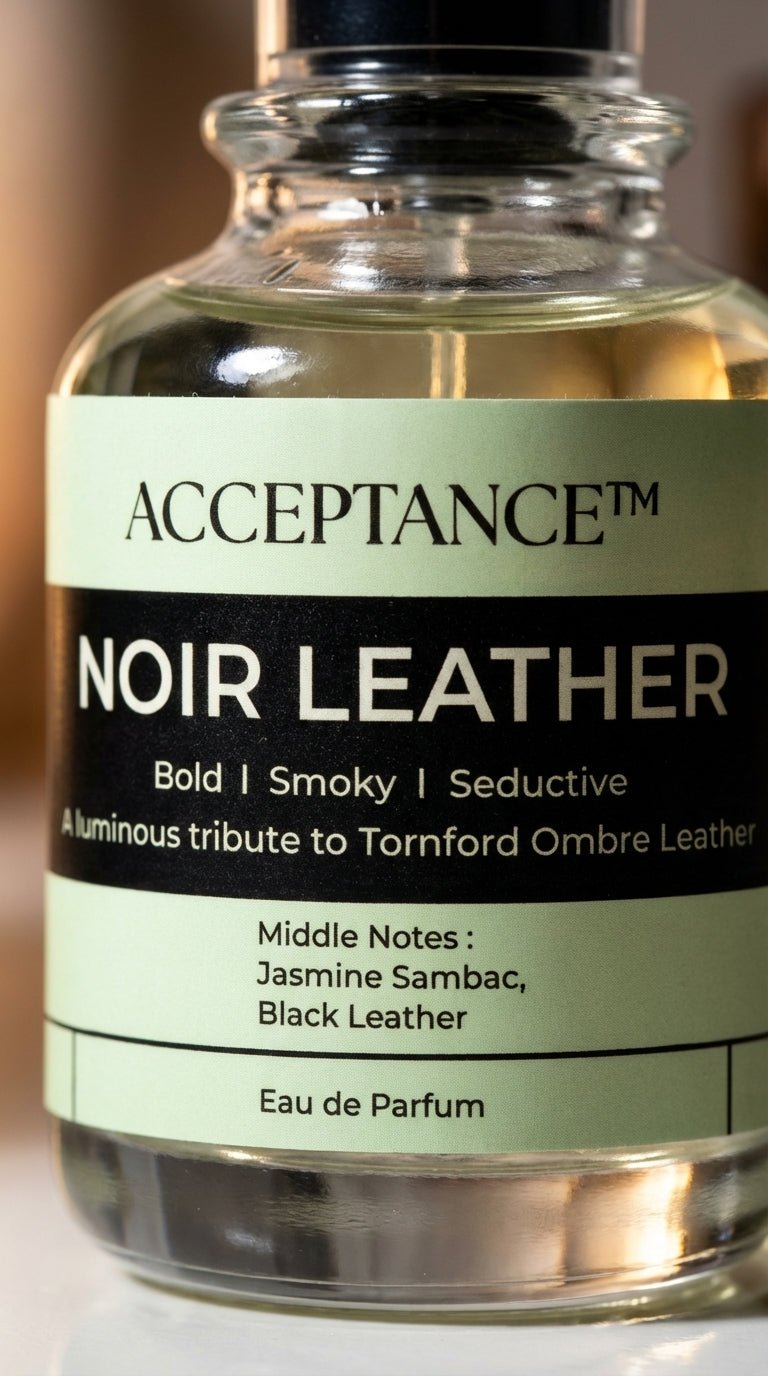 ACCEPTANCE™
NOIR LEATHER
Bold | Smoky | Seductive
A luminous tribute to Tornford Ombre Leather
Middle Notes :
Jasmine Sambac,
Black Leather
Eau de Parfum